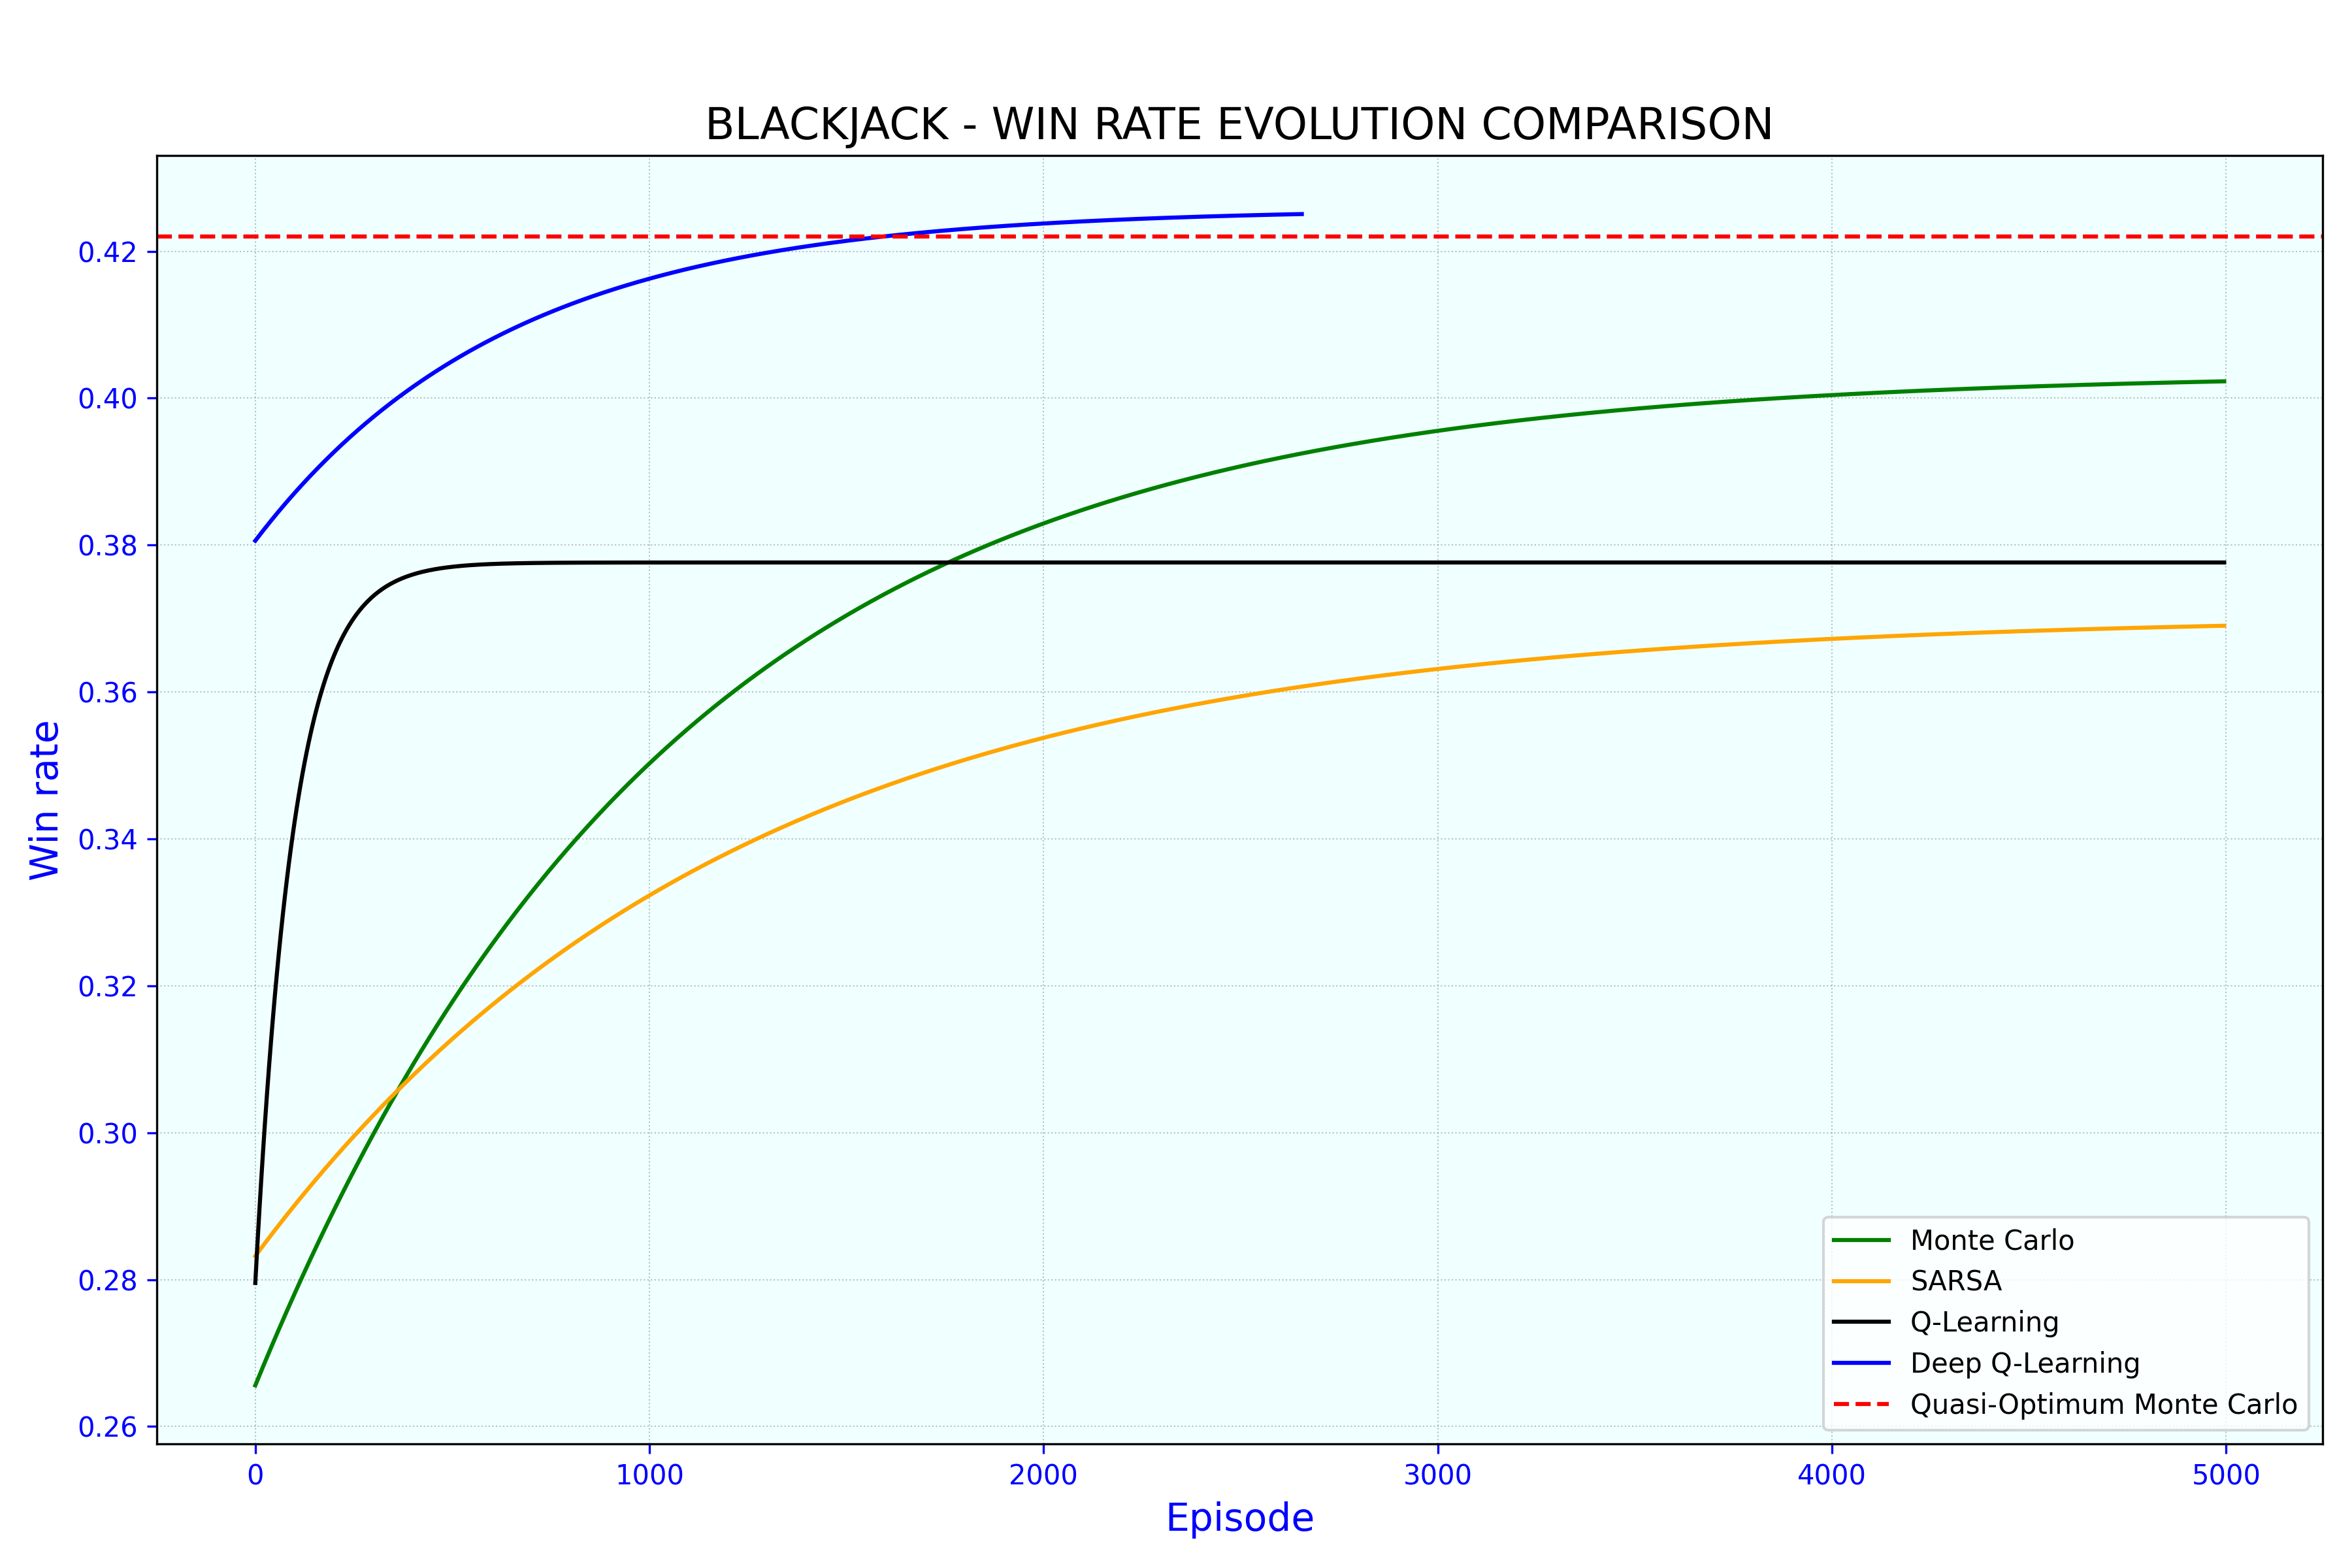 BLACKJACK - WIN RATE EVOLUTION COMPARISON
Win rate
0.42
0.40
0.38
0.36
0.34
0.32
0.30
0.28
0.26
0
1000
2000
3000
4000
5000
Episode
Monte Carlo
SARSA
Q-Learning
Deep Q-Learning
Quasi-Optimum Monte Carlo